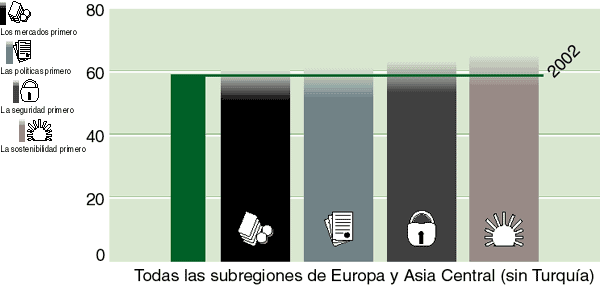 Los mercados primero
Las políticas primero
La seguridad primero
La sostenibilidad primero
80
60
40
20
0
2002
Todas las subregiones de Europa y Asia Central (sin Turquía)